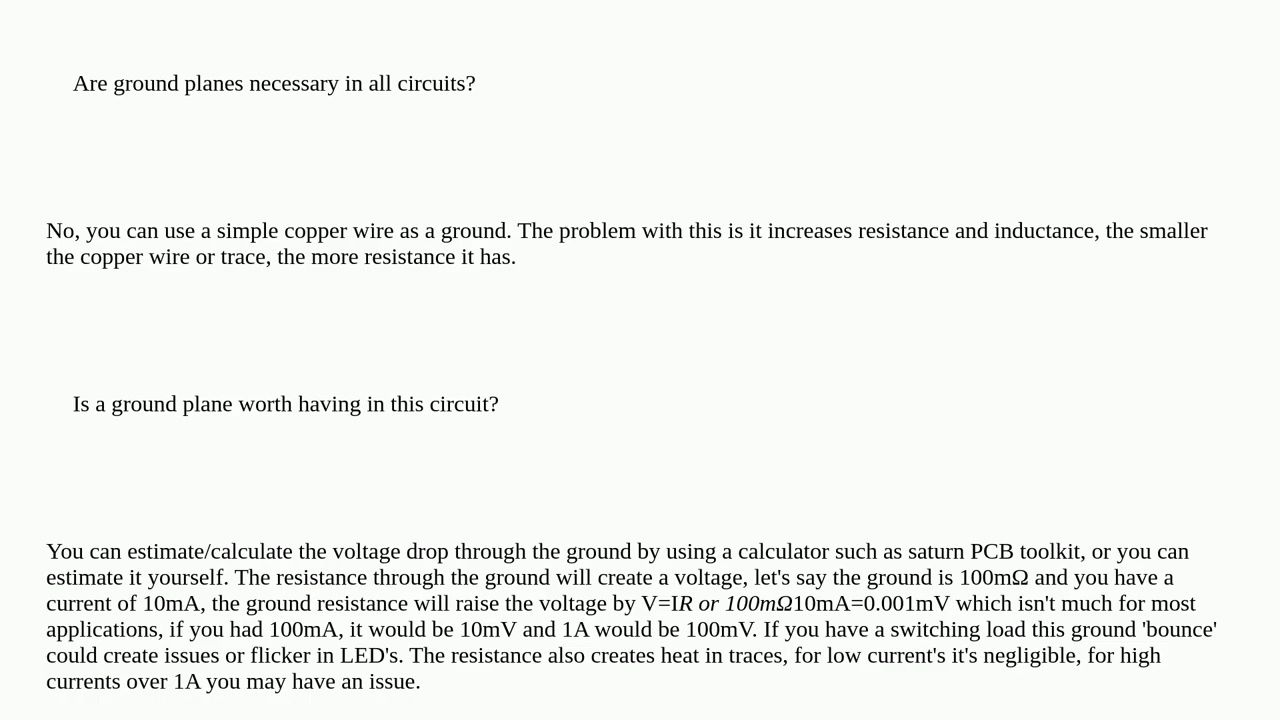 Are ground planes necessary in all circuits?
No, you can use a simple copper wire as a ground. The problem with this is it increases resistance and inductance, the smaller
the copper wire or trace, the more resistance it has.
Is a ground plane worth having in this circuit?
You can estimate/calculate the voltage drop through the ground by using a calculator such as saturn PCB toolkit, or you can
estimate it yourself. The resistance through the ground will create a voltage, let's say the ground is 100mΩ and you have a
current of 10mA, the ground resistance will raise the voltage by V=IR or 100mΩ10mA=0.001mV which isn't much for most
applications, if you had 100mA, it would be 10mV and 1A would be 100mV. If you have a switching load this ground 'bounce'
could create issues or flicker in LED's. The resistance also creates heat in traces, for low current's it's negligible, for high
currents over 1A you may have an issue.